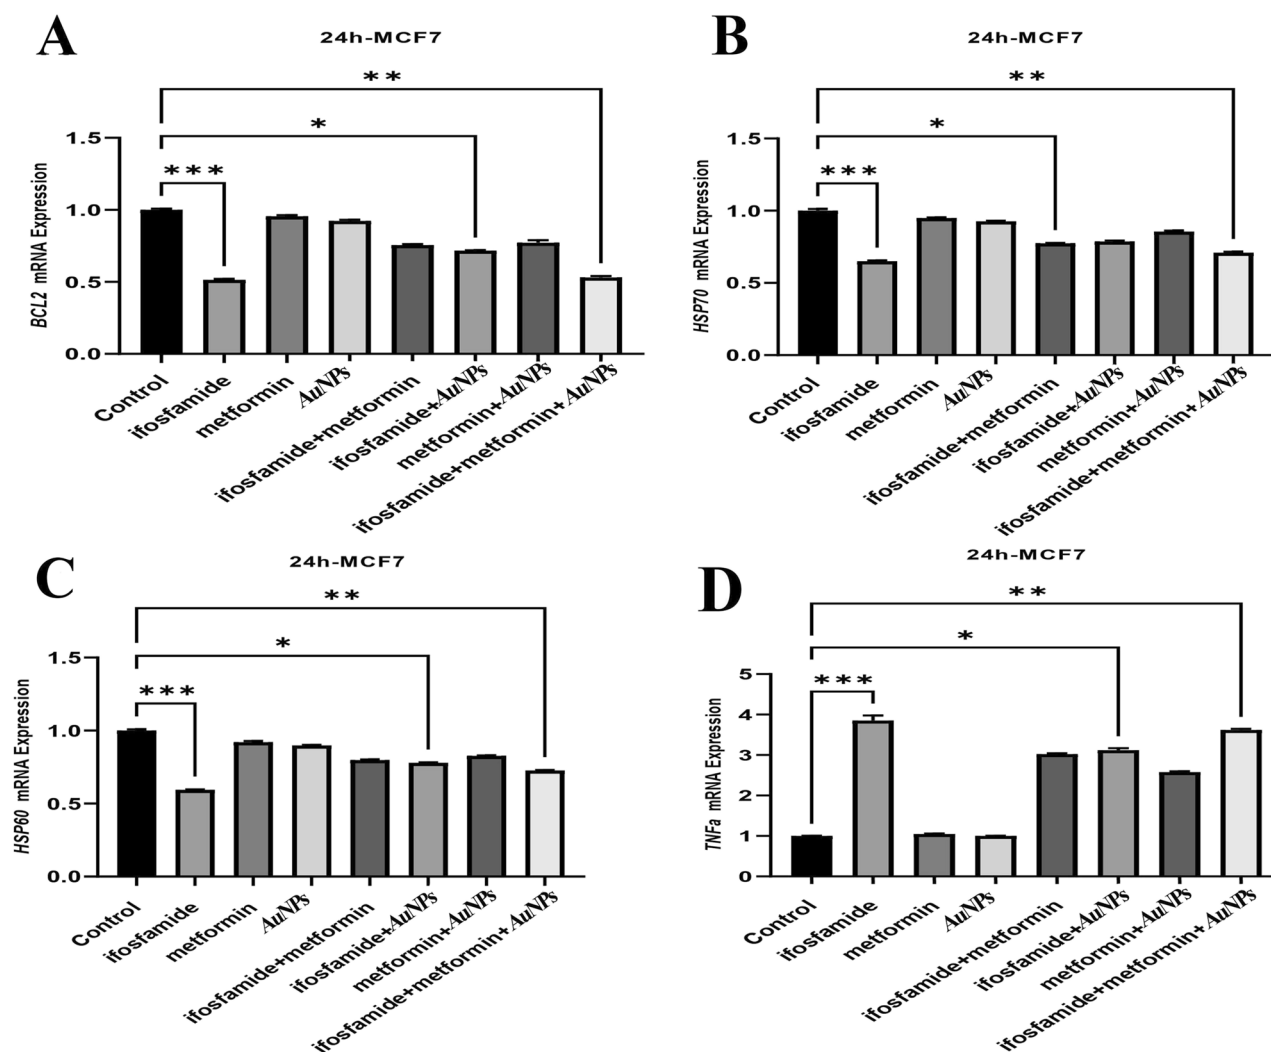 A
24h-MCF7
**
*
***
BCL2 mRNA Expression
1.5
1.0
0.5
0.0
Control
ifosfamide
metformin
AuNPs
ifosfamide+metformin
ifosfamide+AuNPs
metformin+AuNPs
ifosfamide+metformin+AuNPs
B
24h-MCF7
**
*
***
HSP70 mRNA Expression
1.5
1.0
0.5
0.0
Control
ifosfamide
metformin
AuNPs
ifosfamide+metformin
ifosfamide+AuNPs
metformin+AuNPs
ifosfamide+metformin+AuNPs
C
24h-MCF7
**
*
***
HSP60 mRNA Expression
1.5
1.0
0.5
0.0
Control
ifosfamide
metformin
AuNPs
ifosfamide+metformin
ifosfamide+AuNPs
metformin+AuNPs
ifosfamide+metformin+AuNPs
D
24h-MCF7
**
*
***
TNFa mRNA Expression
5
4
3
2
1
0
Control
ifosfamide
metformin
AuNPs
ifosfamide+metformin
ifosfamide+AuNPs
metformin+AuNPs
ifosfamide+metformin+AuNPs